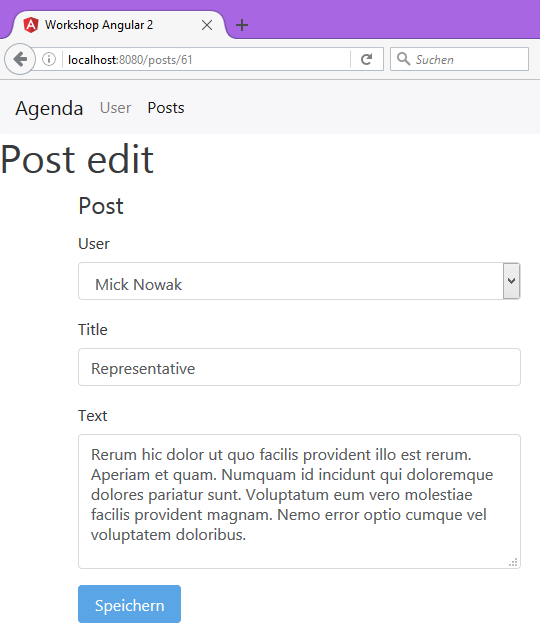 Workshop Angular 2
localhost:8080/posts/61
Suchen
Agenda User Posts
Post edit
Post
User
Mick Nowak
Title
Representative
Text
Rerum hic dolor ut quo facilis provident illo est rerum.
Aperiam et quam. Numquam id incidunt qui doloremque
dolores pariatur sunt. Voluptatum eum vero molestiae
facilis provident magnam. Nemo error optio cumque vel
voluptatem doloribus.
Speichern